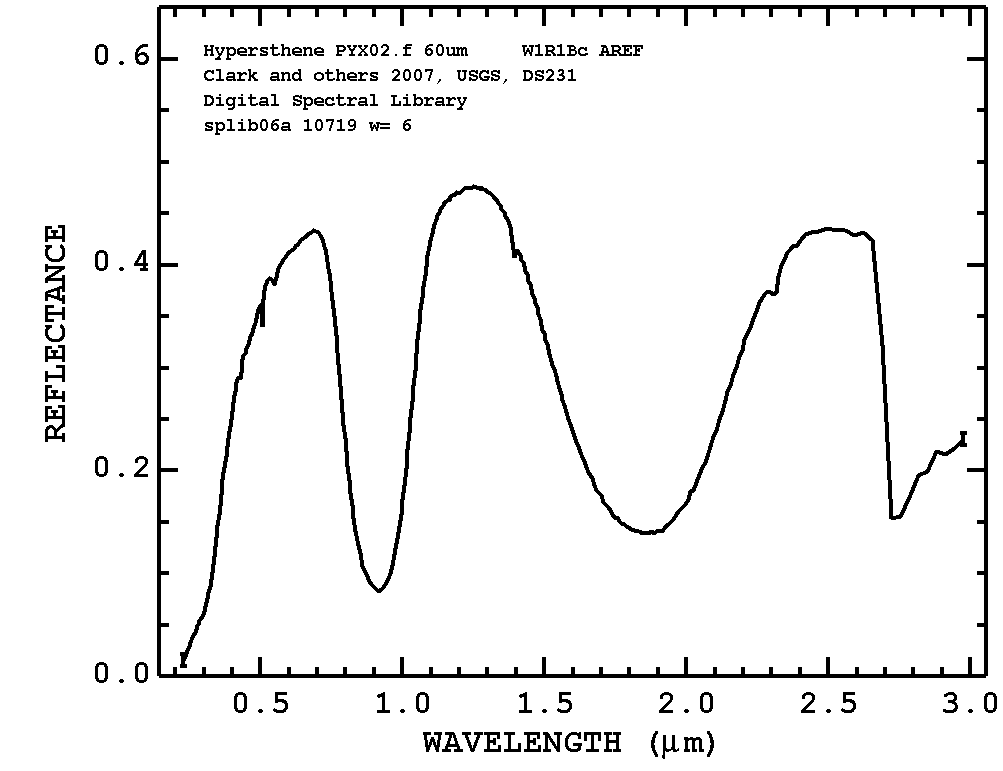 Hypersthene PYX02.f 60um W1R1Bc AREF
Clark and others 2007, USGS, DS231
Digital Spectral Library
splib06a 10719 w= 6
REFLECTANCE
0.6
0.4
0.2
0.0
0.5 1.0 1.5 2.0 2.5 3.0
WAVELENGTH (μm)